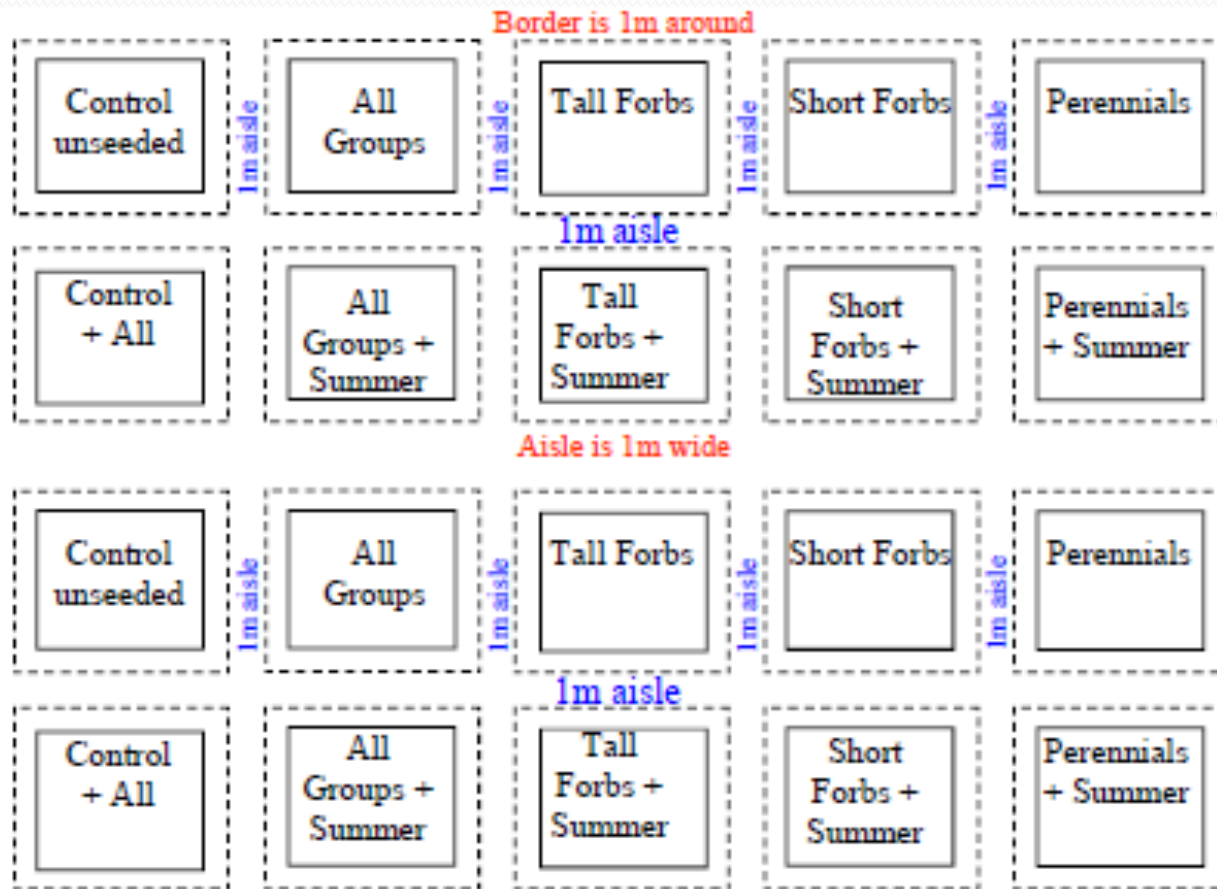 Border is 1m around
Control
unseeded
1m aisle
All
Groups
1m aisle
Tall Forbs
1m aisle
Short Forbs
1m aisle
Perennials
1m aisle
Control
+ All
All
Groups +
Summer
Tall
Forbs +
Summer
Short
Forbs +
Summer
Perennials
+ Summer
Aisle is 1m wide
Control
unseeded
1m aisle
All
Groups
1m aisle
Tall Forbs
1m aisle
Short Forbs
1m aisle
Perennials
1m aisle
Control
+ All
All
Groups +
Summer
Tall
Forbs +
Summer
Short
Forbs +
Summer
Perennials
+ Summer